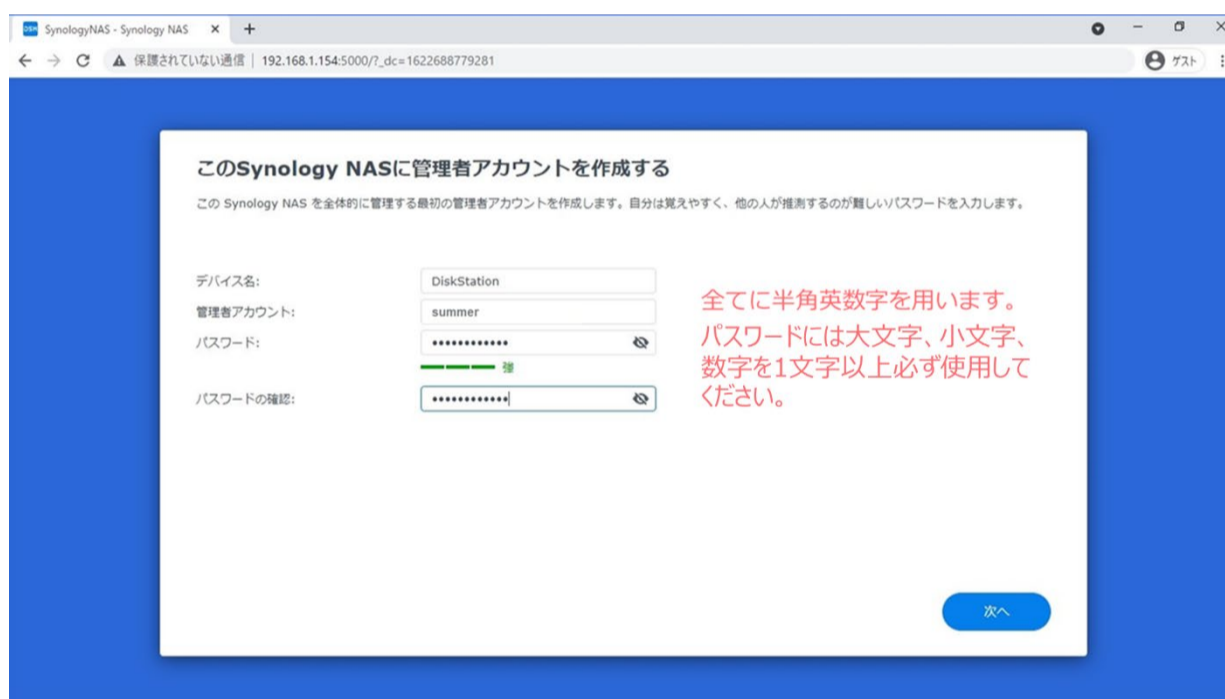 SynologyNAS - Synology NAS
保護されていない通信 | 192.168.1.154:5000/?_dc=1622688779281
ゲスト
このSynology NASに管理者アカウントを作成する
この Synology NAS を全体的に管理する最初の管理者アカウントを作成します。自分は覚えやすく、他の人が推測するのが難しいパスワードを入力します。
デバイス名:
DiskStation
管理者アカウント:
summer
パスワード:
••••••••••••
強
パスワードの確認:
••••••••••••
全てに半角英数字を用います。
パスワードには大文字、小文字、
数字を1文字以上必ず使用して
ください。
次へ